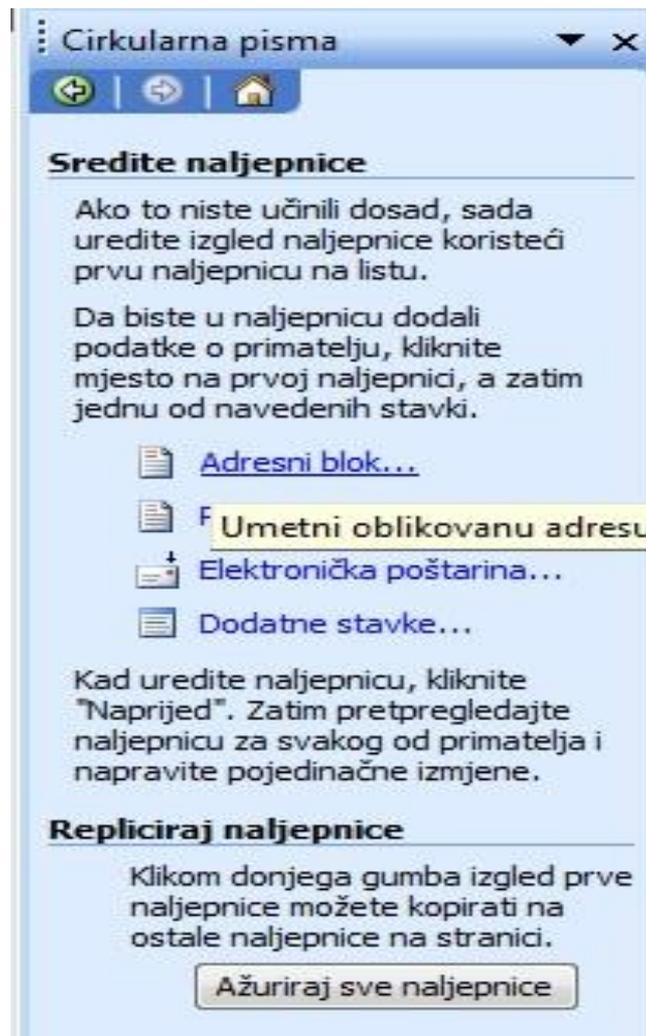 Cirkularna pisma
Sredite naljepnice
Ako to niste učinili dosad, sada
uredite izgled naljepnice koristeći
prvu naljepnicu na listu.
Da biste u naljepnicu dodali
podatke o primatelju, kliknite
mjesto na prvoj naljepnici, a zatim
jednu od navedenih stavki.
Adresni blok...
Umetni oblikovanu adresu
Elektronička poštarina...
Dodatne stavke...
Kad uredite naljepnicu, kliknite
"Naprijed". Zatim pretpregledajte
naljepnicu za svakog od primatelja i
napravite pojedinačne izmjene.
Repliciraj naljepnice
Klikom donjega gumba izgled prve
naljepnice možete kopirati na
ostale naljepnice na stranici.
Ažuriraj sve naljepnice